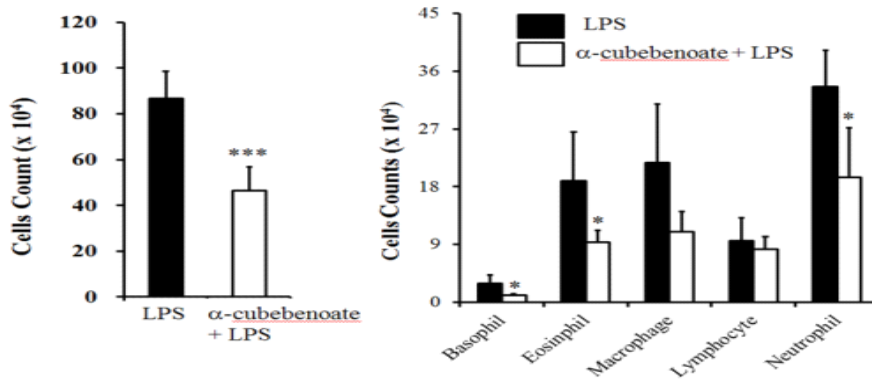 Cells Count (x 10⁴)
120
100
80
60
40
20
0
***
LPS
α-cubebenoate
+ LPS
Cells Counts (x 10⁴)
45
36
27
18
9
0
LPS
α-cubebenoate + LPS
*
*
*
Basophil
Eosinphil
Macrophage
Lymphocyte
Neutrophil